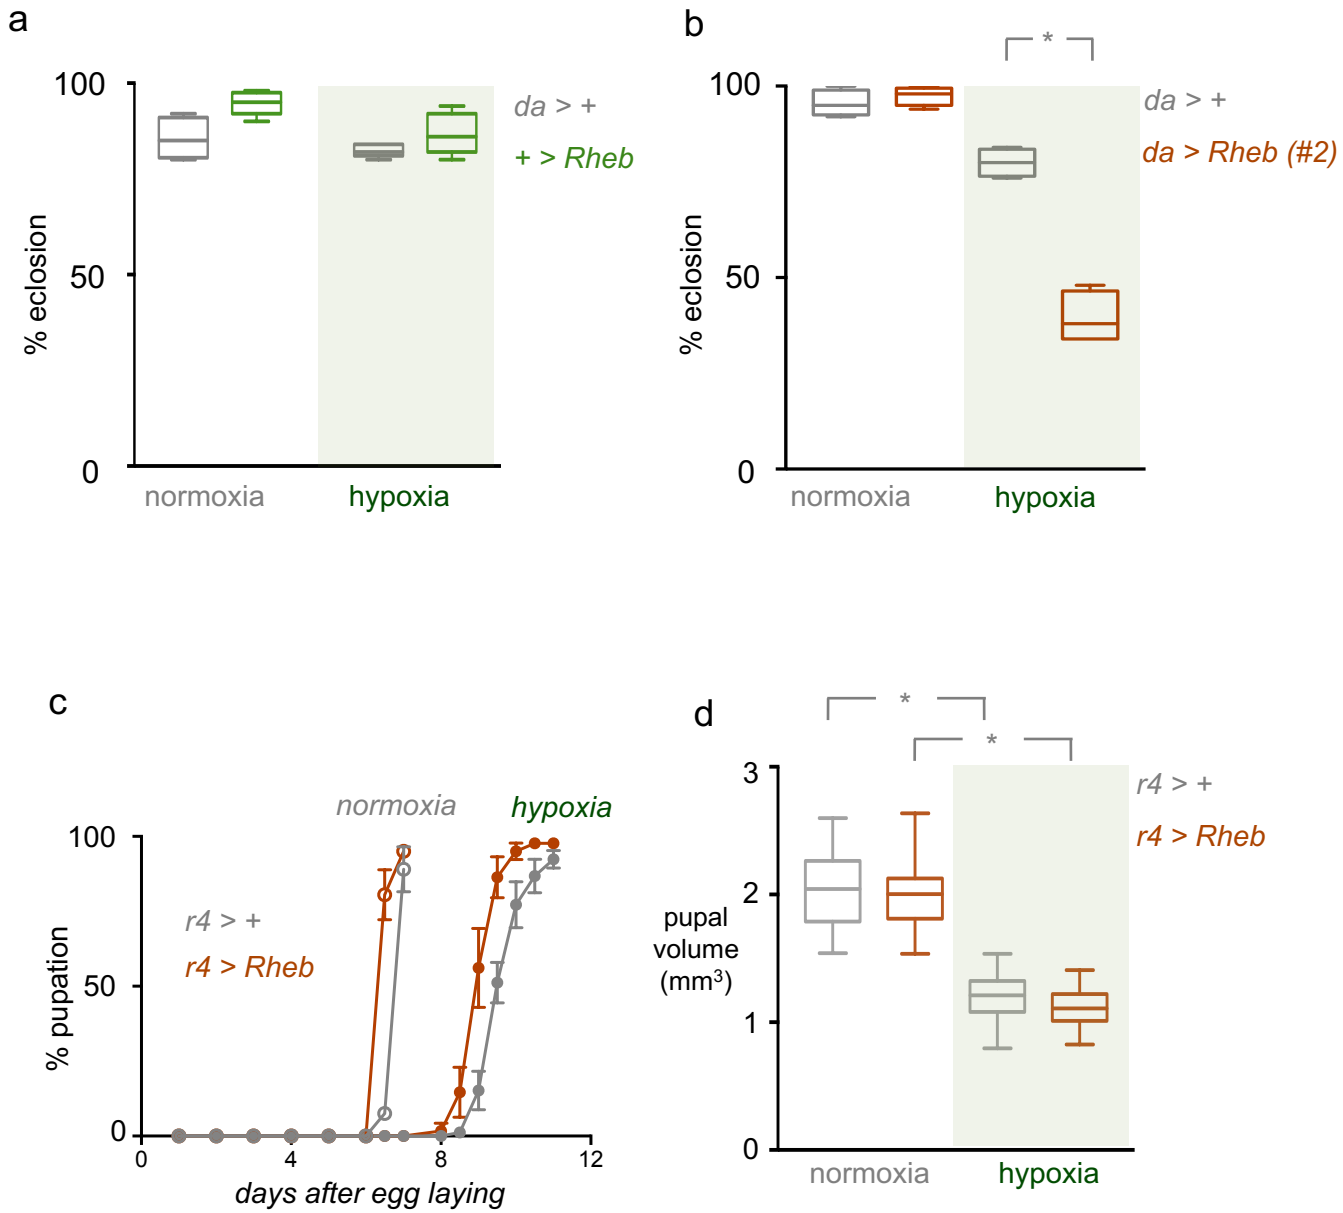 a
100
50
0
% eclosion
normoxia
hypoxia
da > +
+ > Rheb
b
*
100
50
0
% eclosion
normoxia
hypoxia
da > +
da > Rheb (#2)
c
normoxia
hypoxia
100
50
0
% pupation
r4 > +
r4 > Rheb
0
4
8
12
days after egg laying
d
*
*
3
2
1
0
pupal
volume
(mm³)
r4 > +
r4 > Rheb
normoxia
hypoxia